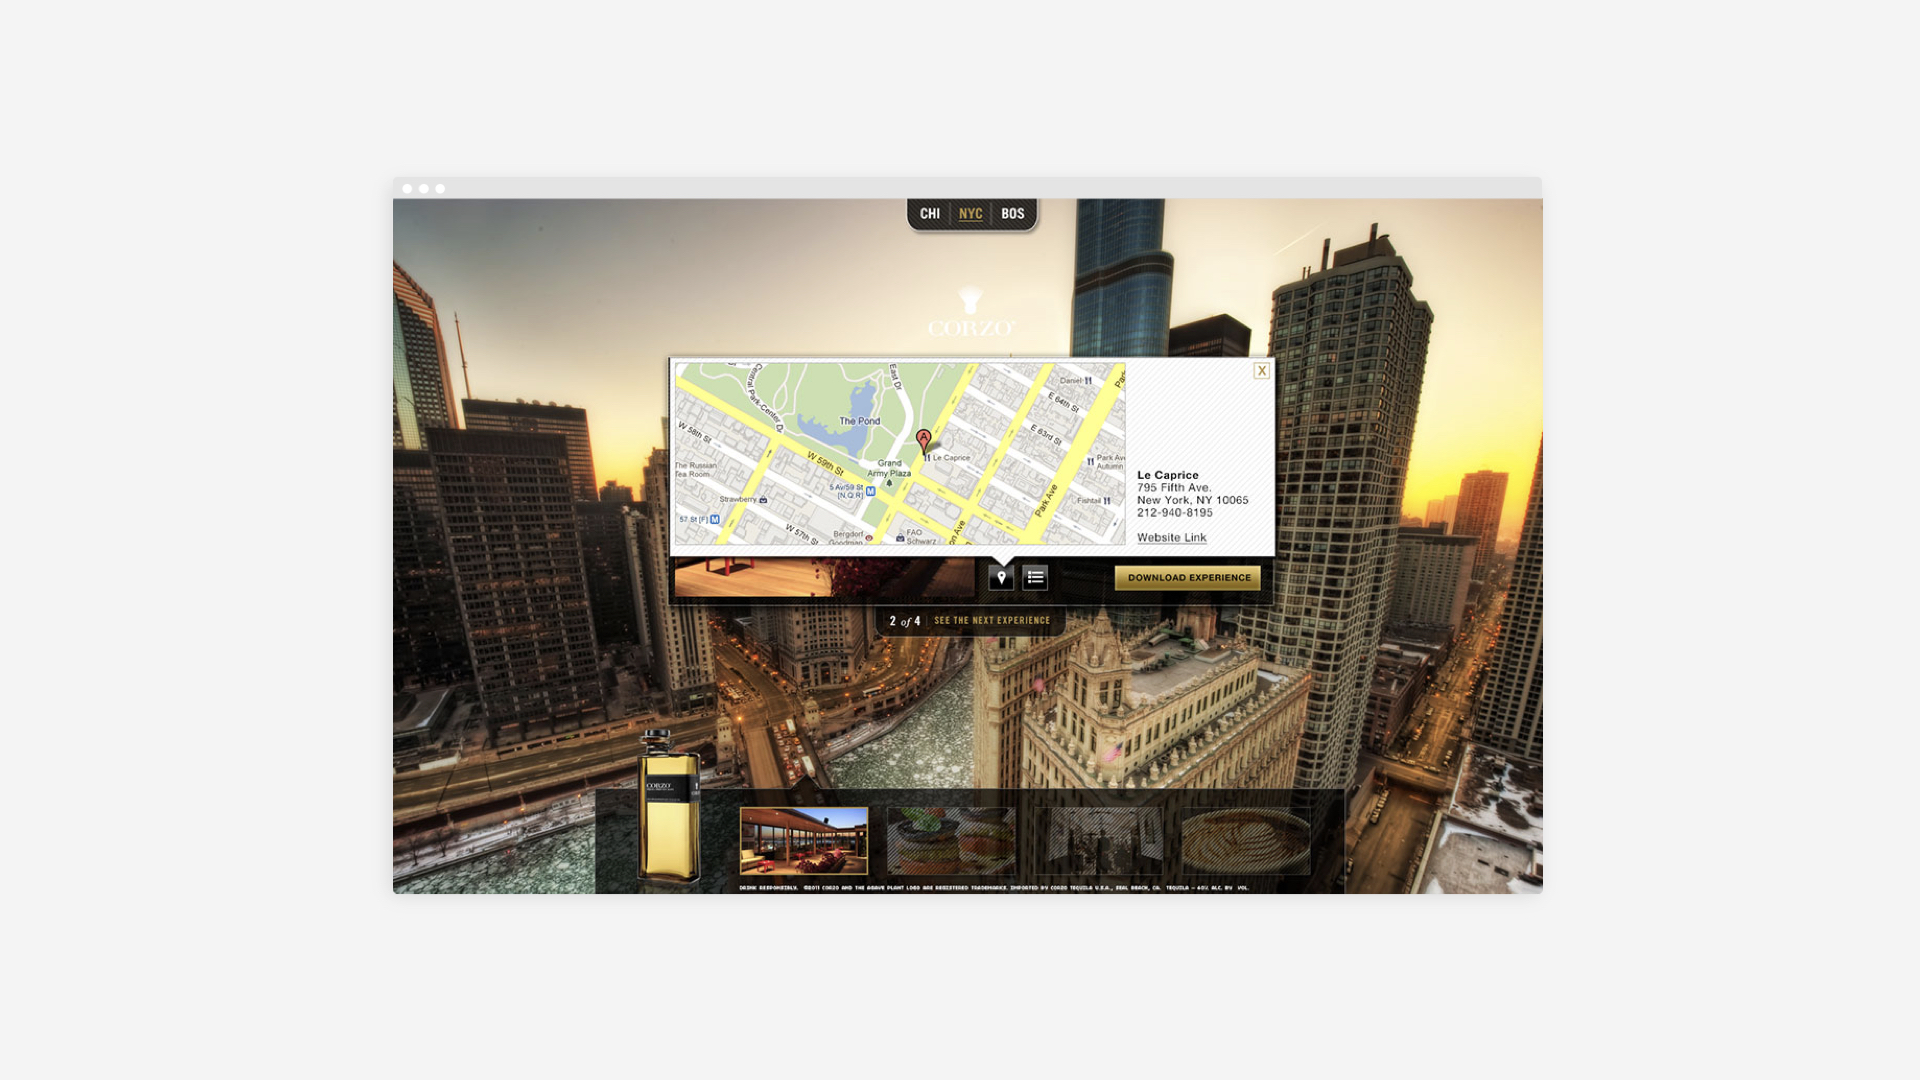 CHI NYC BOS
CORZO
X
Central Park-Center Dr
East Dr
Daniel
E 64th St
The Pond
W 58th St
E 63rd St
A
Le Caprice
W 59th St
Grand
Army Plaza
The Russian
Tea Room
Park Av
Autumn
5 Av/59 St
[N,Q,R] M
Strawberry
Park Ave
Fishtail
57 St [F] M
W 57th St
Bergdorf
Goodman
FAO
Schwarz
Le Caprice
795 Fifth Ave.
New York, NY 10065
212-940-8195
Website Link
DOWNLOAD EXPERIENCE
2 of 4 SEE THE NEXT EXPERIENCE
CORZO
DRINK RESPONSIBLY. ©2011 CORZO AND THE AGAVE PLANT LOGO ARE REGISTERED TRADEMARKS. IMPORTED BY CORZO TEQUILA U.S.A., SEAL BEACH, CA. TEQUILA – 40% ALC. BY VOL.